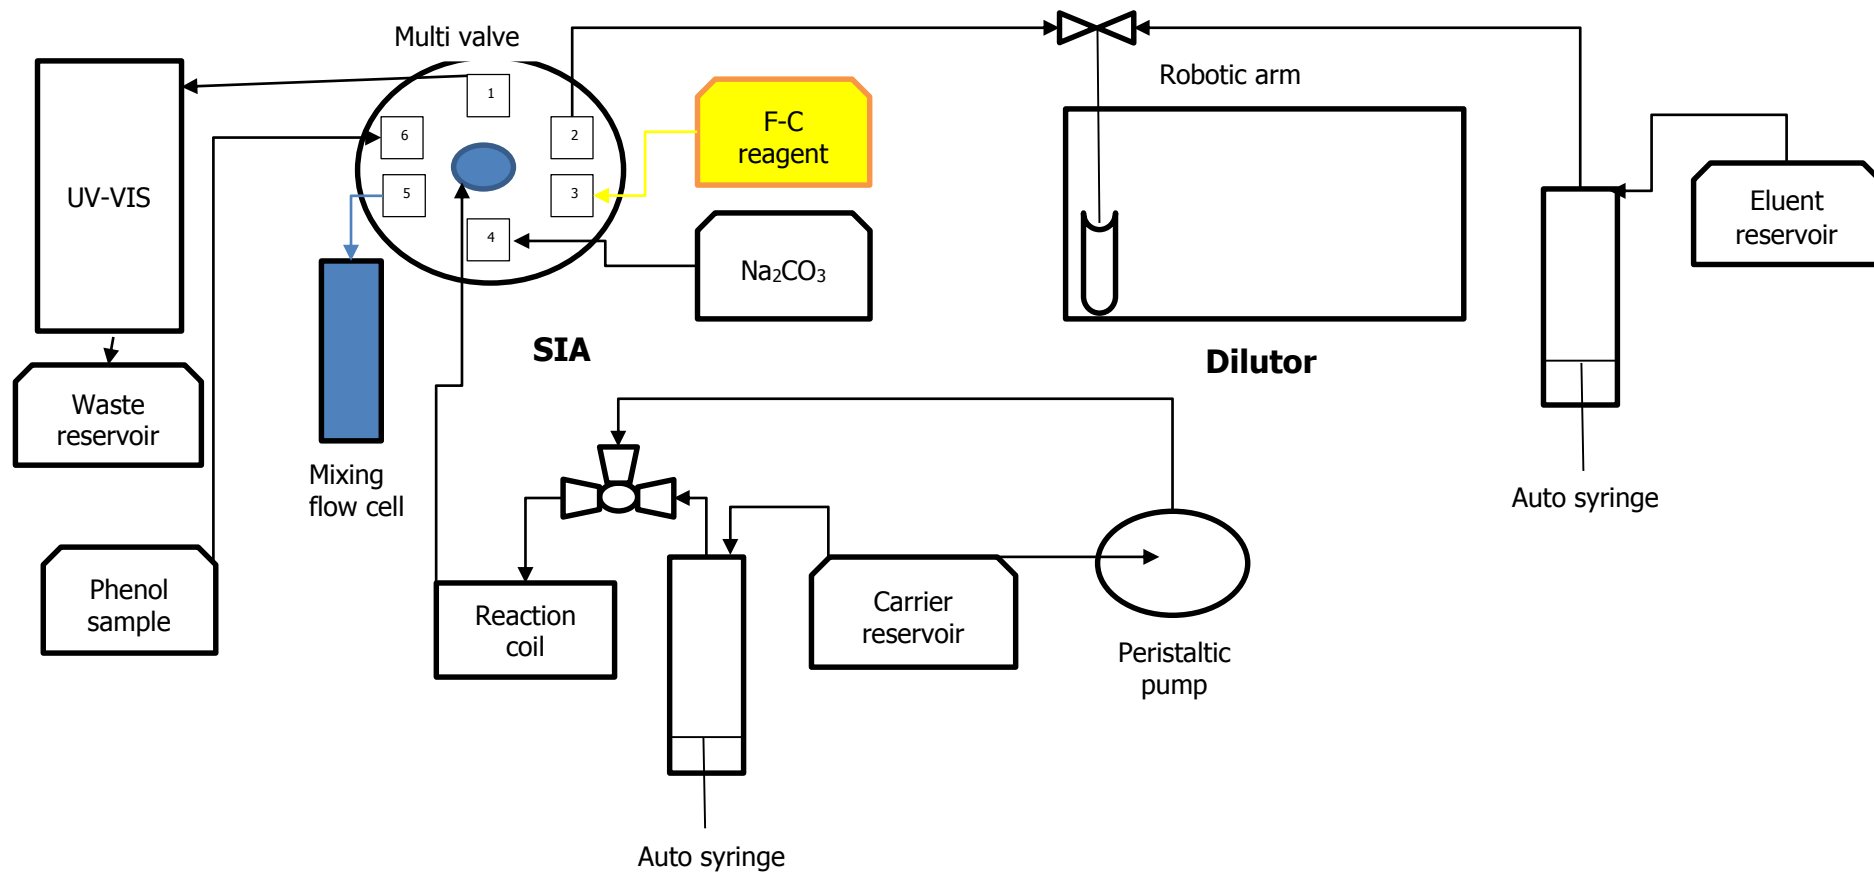 Multi valve
Robotic arm
UV-VIS
1
6
2
5
3
4
F-C
reagent
Na₂CO₃
Eluent
reservoir
SIA
Dilutor
Waste
reservoir
Mixing
flow cell
Auto syringe
Phenol
sample
Reaction
coil
Carrier
reservoir
Peristaltic
pump
Auto syringe